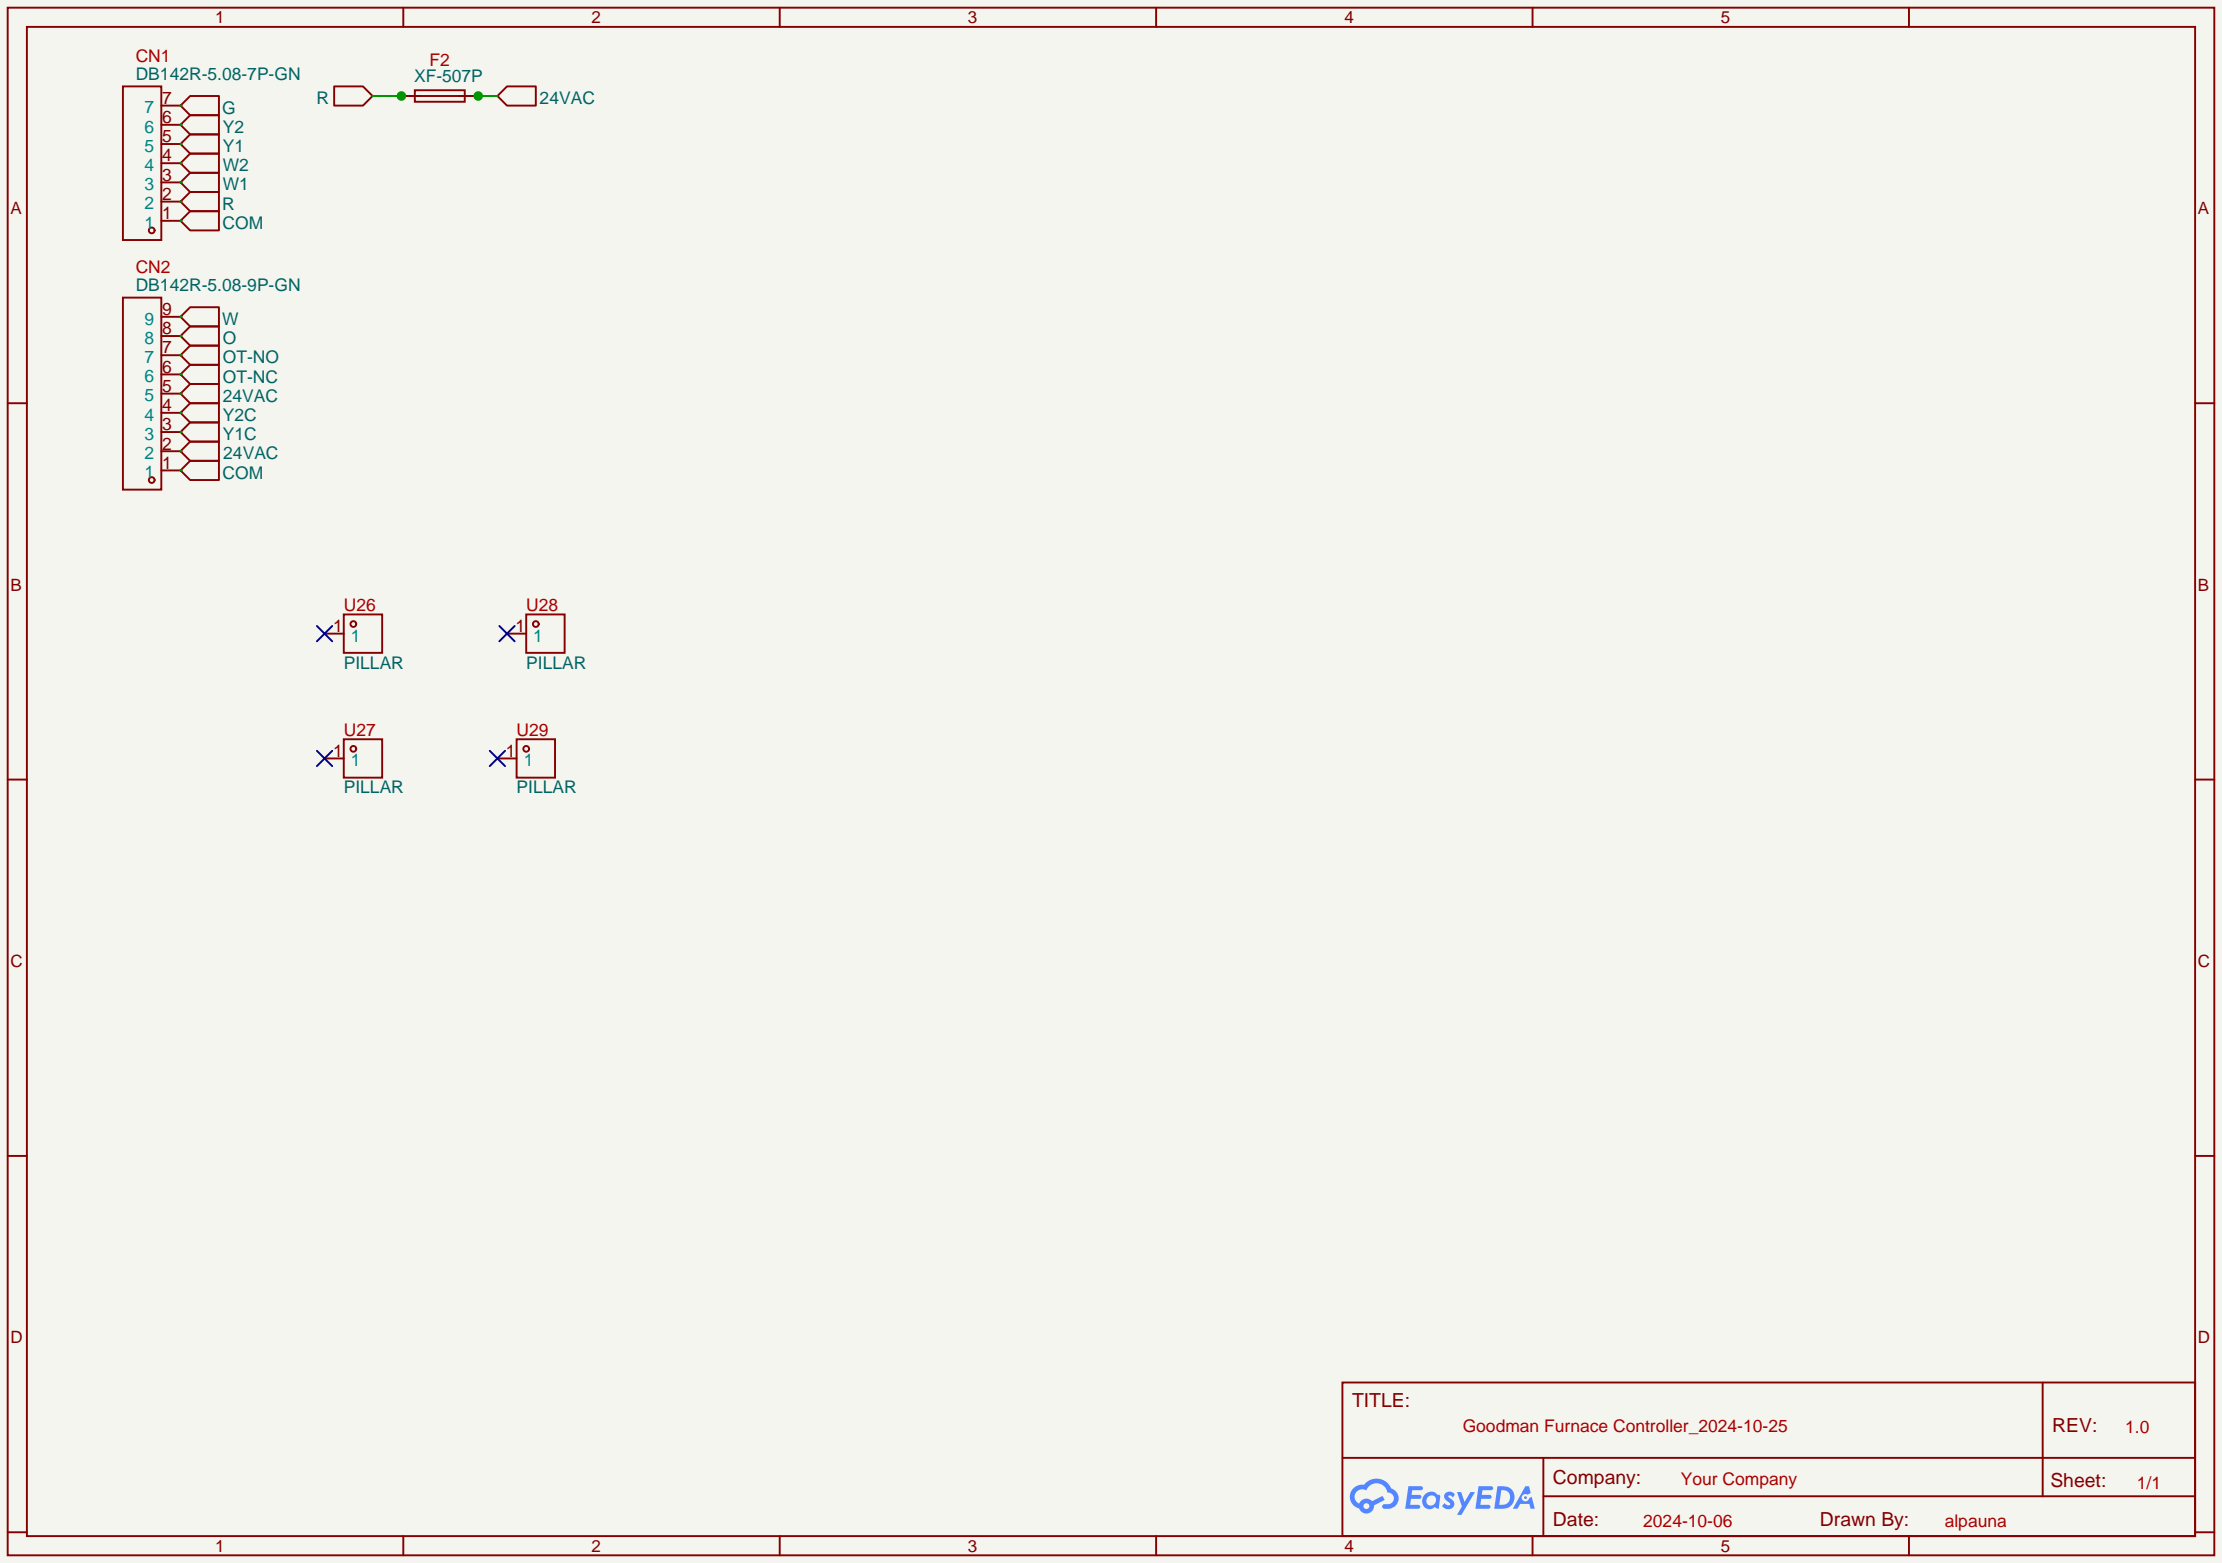 1 2 3 4 5
CN1
DB142R-5.08-7P-GN
7 7 G
6 6 Y2
5 5 Y1
4 4 W2
3 3 W1
2 2 R
1 1 COM
F2
XF-507P
R 24VAC
A A
CN2
DB142R-5.08-9P-GN
9 9 W
8 8 O
7 7 OT-NO
6 6 OT-NC
5 5 24VAC
4 4 Y2C
3 3 Y1C
2 2 24VAC
1 1 COM
B B
U26 U28
1 1 1 1
PILLAR PILLAR
U27 U29
1 1 1 1
PILLAR PILLAR
C C
D D
TITLE:
Goodman Furnace Controller_2024-10-25
REV: 1.0
EasyEDA
Company: Your Company
Sheet: 1/1
Date: 2024-10-06 Drawn By: alpauna
1 2 3 4 5